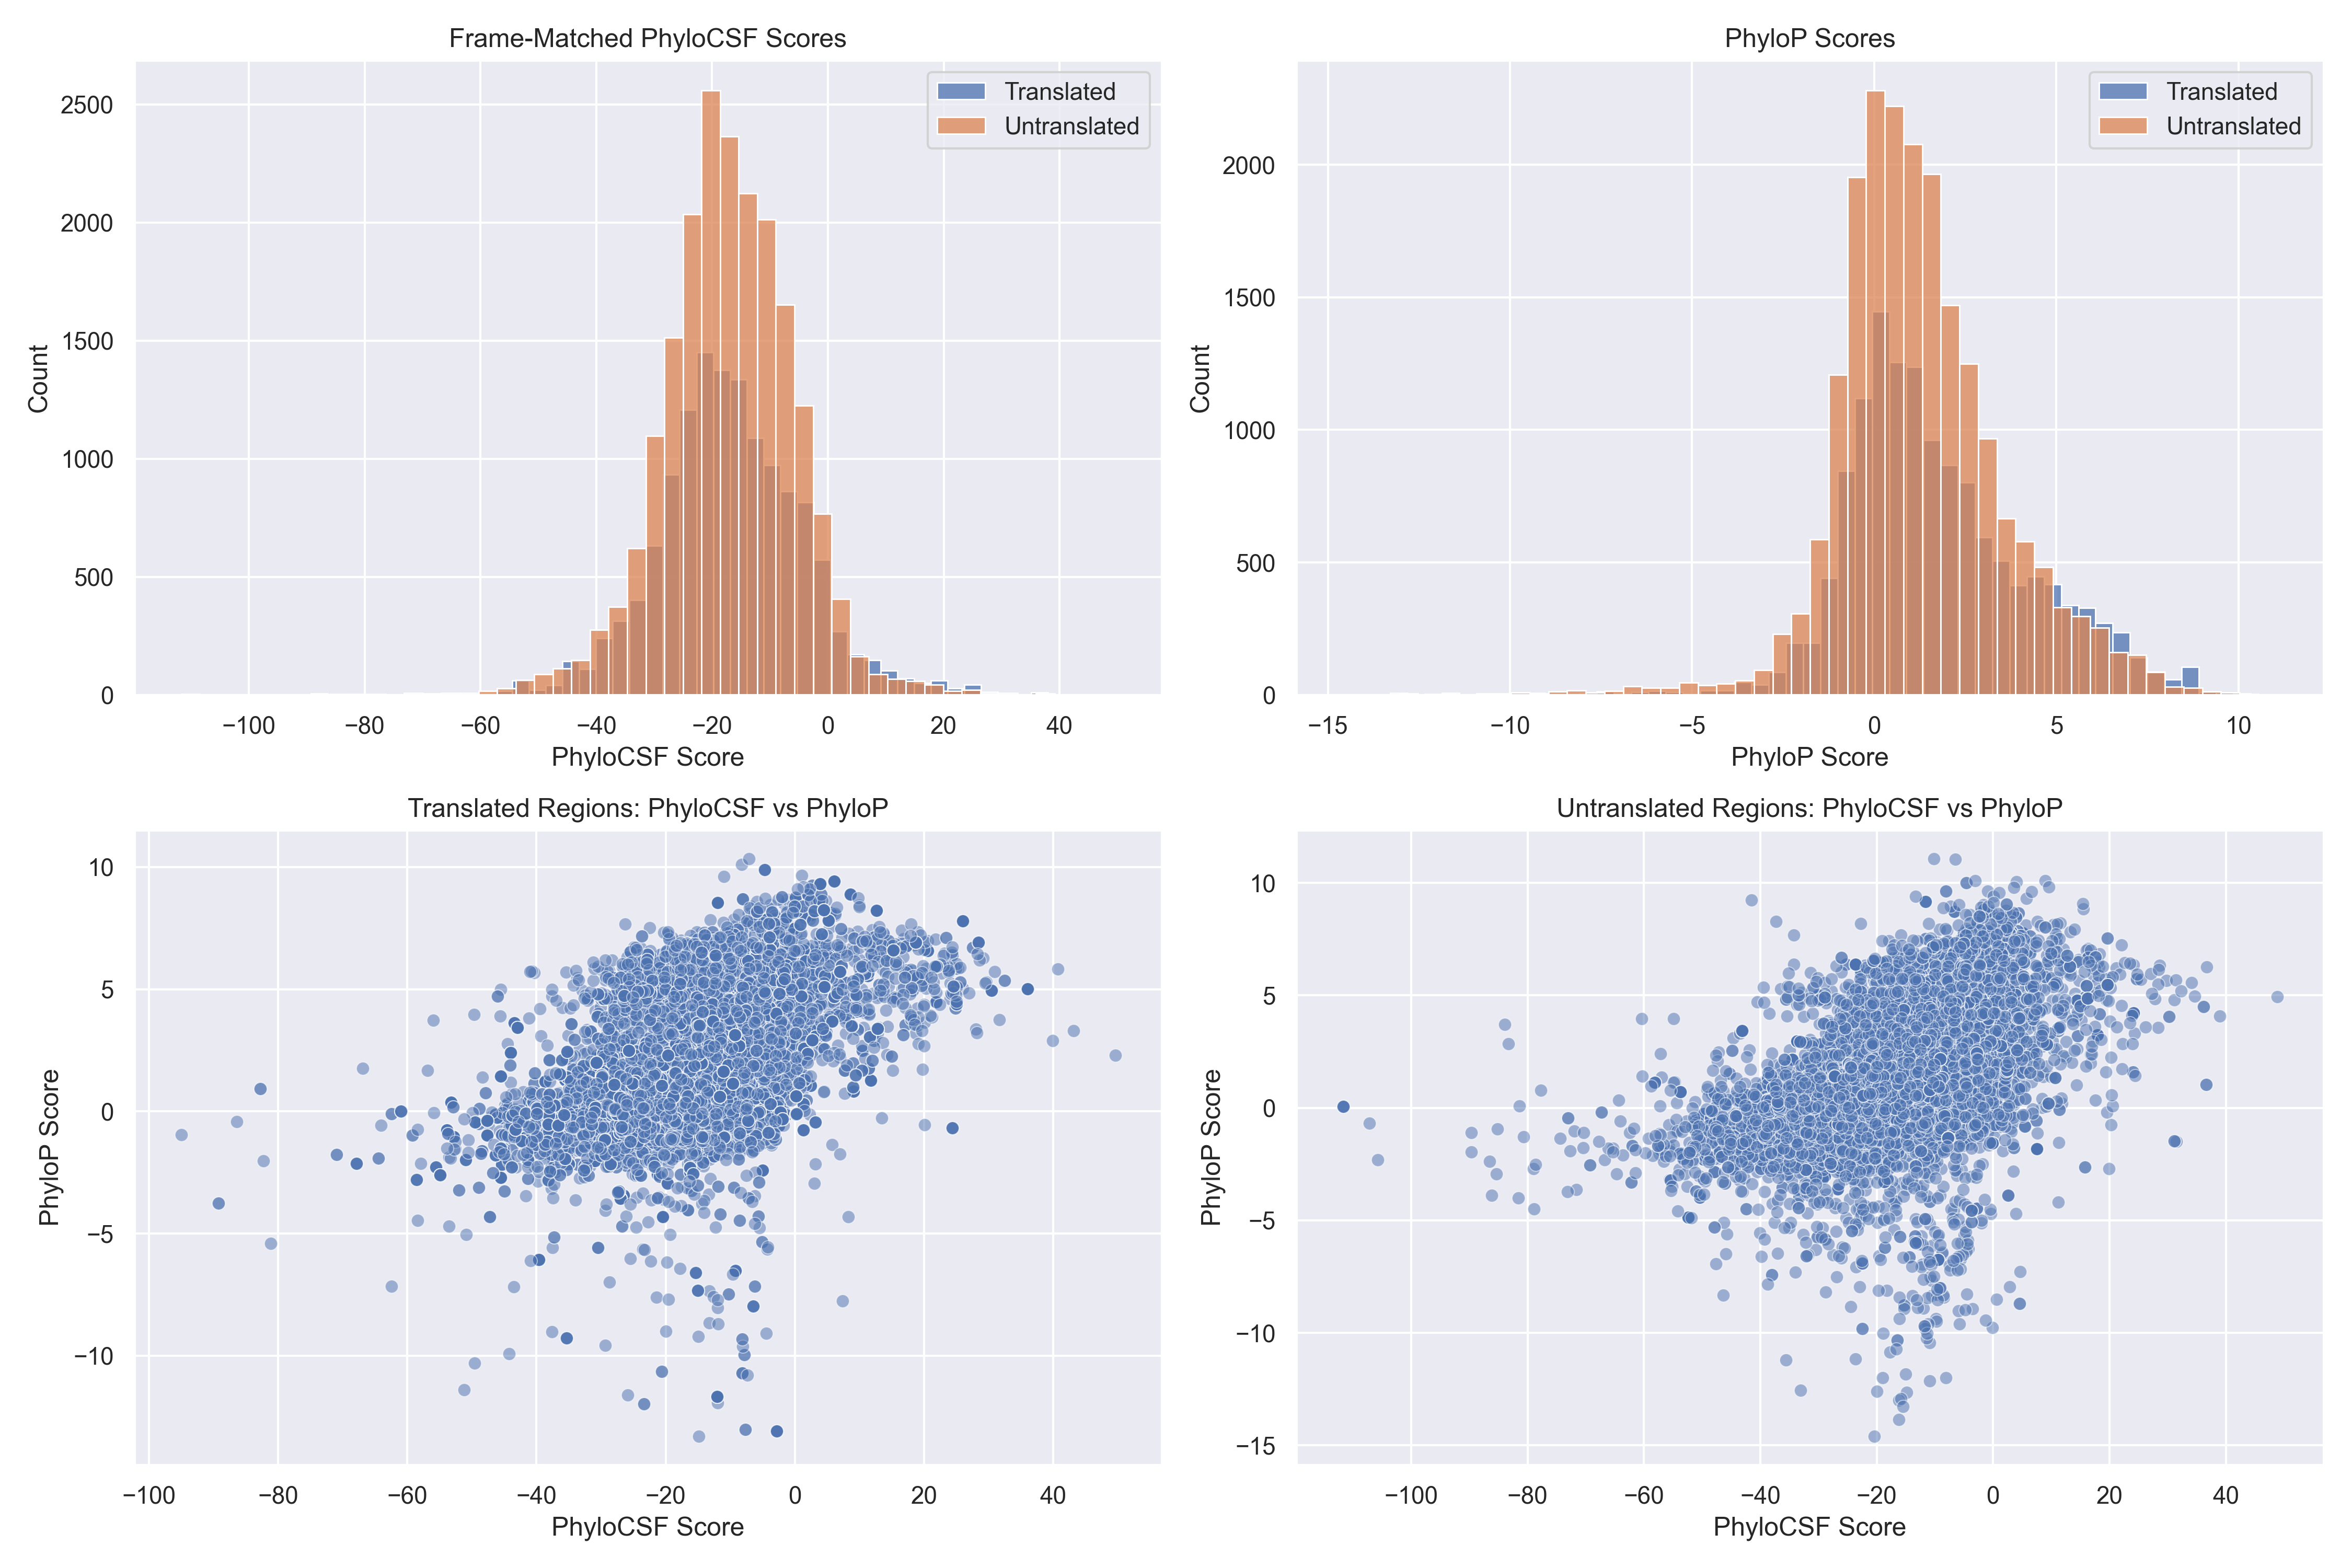 Frame-Matched PhyloCSF Scores
Translated
Untranslated
Count
2500
2000
1500
1000
500
0
−100 −80 −60 −40 −20 0 20 40
PhyloCSF Score
PhyloP Scores
Translated
Untranslated
Count
2000
1500
1000
500
0
−15 −10 −5 0 5 10
PhyloP Score
Translated Regions: PhyloCSF vs PhyloP
PhyloP Score
10
5
0
−5
−10
−100 −80 −60 −40 −20 0 20 40
PhyloCSF Score
Untranslated Regions: PhyloCSF vs PhyloP
PhyloP Score
10
5
0
−5
−10
−15
−100 −80 −60 −40 −20 0 20 40
PhyloCSF Score